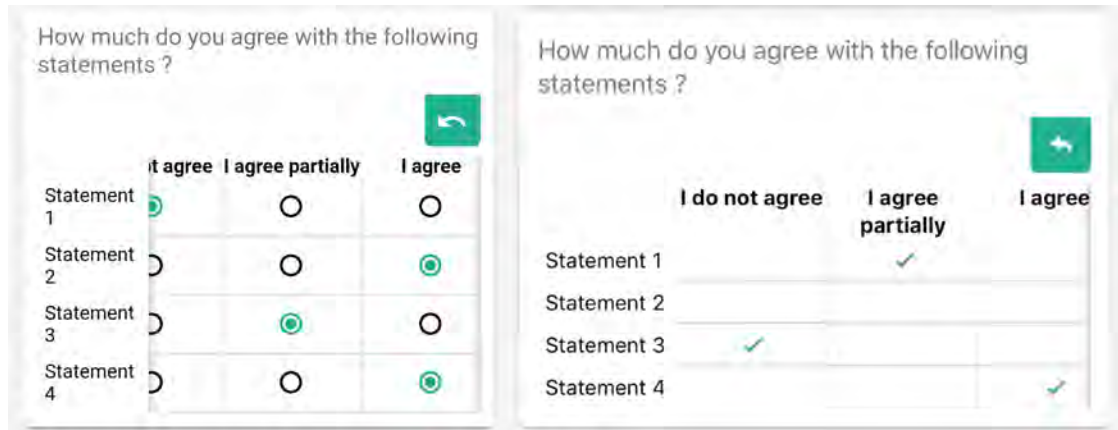 How much do you agree with the following
statements ?
t agree I agree partially I agree
Statement
1
Statement
2
Statement
3
Statement
4
How much do you agree with the following
statements ?
I do not agree I agree I agree
partially
Statement 1
Statement 2
Statement 3
Statement 4